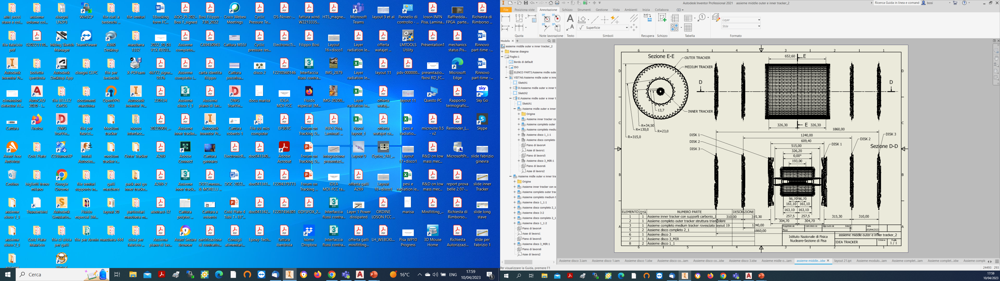 altri pezzi stave e col...
assieme volume col...
disegni LN2P3
WinSCP
file dati a bedeschi ...
file venturi
1Booking form FC...
AOO_PI-202... Bosi F_signed
Bosi Filippo - 730_2022
Cisco Webex Meetings
Cyclic Pressure Te...
DS-Novec-...
fattura wind W2213335...
HTS_magne...
Microsoft Teams
layout 9 et al
Pannello di controllo - ...
loson INFN Pisa, Lamina...
Raffredda... FPGA parte...
Richiesta di Rimborso ...
file fabrizio pdf
G20221110...
Inkling Sketch Manager
TeamViewer
A360 Desktop
maschera 1332
2022_10_03 VTX REGU...
Assieme completo...
CA9450943
Cattura M55J
Cyclic pressure tes...
ElectronicTi...
Filippo Bosi
Layout 16+disco1
Layer radiation le...
offerta watajet ...
LMTOOLS Utility
Présentation1
mechanics status Pis...
Rinnovo part-time -...
Autodesk Inventor Pr...
bollette iperdrola
Autodesk Desktop App
disegni CEPC
file per bedeschi
X-PDFsam
46772_signe... 9176
Assieme completo l...
carta identita filippo
Cattura pocofoa...
disco 2
F2210560146
Interfaccia flussi contra...
IMG_2879
Layer radiation le...
layout 11
pdv-000000...
presentazio... fbosi RD_FC...
Microsoft Edge
Rinnovo part-time -...
dimensioni detector AT...
AutoCAD 2020 - I...
file BELLE2 CMOS
documenti macchina
OpenVPN GUI
Autodesk Inventor Pr...
220134
Assieme disco 1_1
Assieme piano di lav...
DWG TrueVie...
docu marisa
IDEA MDI-FCC
Fluido especial 3M...
IMG-20200...
Layer radiation le...
offerta wataj...
layout 11
Questo PC
Rapporto termografic...
Sky Go
Cattura
Firefox
DWG TrueVie...
file per fabrizi...
Medium tracker
nuovo interfacc...
20220901_...
Assieme inner tracke...
Autodesk Inventor Pr...
Cattura roberto 1
File sul mio computer
EP30TC
Forum on Tracking D...
INFN Pisa, Laminati ...
Nuovi layout_1
offerta watajet ce...
pesi e radiatio...
microvite 0.5 - v2
Reminder_L...
Skype
Avast Free Antivirus
Cold Plate
CDBurnerXP
Install Autodes...
medium tracker r...
Outer Tracker
A269
Adobe Connect
Cattura gennaro
ElectronicR...
doc041340...
Adobe Acrobat
Forum on Tracking D...
integrazione presentazi...
Layout 9
Optics_241_...
Layout 17+disco1
R&D on low mass mec...
MicrosoftPr...
slide fabrizio ginevra
Cestino
biglietti treno milano
Google Chrome
file venturi supporto in...
galli maschere
pack and go inner tracke...
A269-2
Assieme inner track...
DDTEmesso... & MORELLI ...
DOC-2022...
doc041341...
F2204379773
Forum on Tracking ...
IDEA MDI-FCC ta...
offerta galli A269
Layout 18+disco1
pesi e radiation le...
R&D on low mass mec...
report prova belle 2 07-...
slide inner Tracker
assieme disco 1_1
Thunderbird
Autodesk Simulatio...
Fluido especial 3M...
layout 20
particolari maschera m...
abstract-32
Cattura polytec ...
Cattura x roberto
Cold Plate 4 Tubi T=15°...
doc041342...
F2207456301
GDFSFOX_2...
Interfaccia flussi contra...
Layer 1 Power dissipated
ORDINE LOSON FCC ...
marisa
Minifitting_...
Richiesta di Rimborso...
slide long stave
assieme disco 2_1
Cold Plate Maurizio
file di silvia per galli
file per Armin
maschera 444
slide per fabrizio ...
Assieme piano di lav...
Avast Secure Browser
certificazione di contratto...
Consigli alimentari...
Epoxy-Tech...
fattura iberdrola
home Dropbox
Interfaccia flussi contra...
offerta galli minifitting...
LH_WEBCKI...
Pisa WP10 Progress
3D Mouse Home
Richiesta Autorizzazi...
slide per Fabrizio 1
assieme
Virtual
Cerca
16°C
ENG
17:59
10/04/2023
Autodesk Inventor Professional 2021 assieme middle outer e inner tracker_2
Ricerca Guida in linea e comand
bosi
File Posiziona viste Annotazione Schizzo Strumenti Gestione Vista Ambienti Inizia Collabora
Testo
Superficie
Recupera
Schizzo
Layer
Stile
Quota Note lavorazione Simboli Tabella Formato
Modello
assieme middle outer e inner tracker_2
Risorse disegno
Foglio:1
Bordo di default
ISO
ELENCO PARTI:Assieme midle oute
VISTA6:Assieme midle outer e inne
Sketch1
D:Assieme midle outer e inner t
Sketch2
E:Assieme midle outer e inner t
Sketch1
Assieme midle outer e inner
Origine
Assieme inner tracker co
Assieme completo outer
Assieme completo mediu
Assieme disco 1_1:1
Assieme disco completo
Piano di lavoro4
Asse di lavoro1
Piano di lavoro5
Assieme disco 3_MIR:1
Piano di lavoro6
Asse di lavoro2
Assieme midle outer e inner tra
Origine
Assieme inner tracker con su
Assieme completo outer trac
Assieme completo medium t
Assieme disco 1_1:1
Assieme disco completo 2_1
Assieme disco 3:2
Assieme disco completo 2_1
Assieme disco 1_1:2
Piano di lavoro4
Asse di lavoro1
Piano di lavoro5
Assieme disco 3_MIR:1
Piano di lavoro6
Asse di lavoro2
6 5 4 3 2 1
D
C
B
A
Sezione E-E
OUTER TRACKER
MEDIUM TRACKER
INNER TRACKER
13,7
R=34,50
R=130,0
R=23,0
R=315,0
652,60
E
D
D
326,30 E 326,30
1860,00
1240,00
609,40
515,00
326,20
0,00°
193,00
DISK 1
DISK 2
DISK 3
DISK 3
DISK 2
DISK 1
Sezione D-D
96,70 96,70
161,10 161,10
163,10 163,10
257,5 257,5
304,70 304,70
315,30 310,00
310,00 315,30
1240,00
1860,00
ELEMENTO QTÀ NUMERO PARTE DESCRIZIONE
1 1 Assieme inner tracker con supporti carbonio_1
2 1 Assieme completo outer tracker struttura triangolare
3 1 Assieme completo medium tracker rovesciato layout 19
5 2 Assieme disco completo 2_1
6 1 Assieme disco 3
7 1 Assieme disco 3_MIR
8 2 Assieme disco 1_1
Progettato da
fbosi
Controllato da
Approvato da
Data
Data
03/04/2023
Istituto Nazionale di Fisica Nucleare-Sezione di Pisa
assieme middle outer e inner tracker_2
IDEA TRACKER
Edizione
Foglio
1 / 1
6 5 4 3 2 1
Assieme disco 3.iam Assieme disco 1.iam Assieme disco 1.idw Assieme disco co...iam Assieme disco co...idw Assieme disco 3.idw Assieme midle o...iam assieme middle...idw layout 21.ipt Assieme modulo...iam Assieme complet...iam Assieme complet...idw Assieme compl
Per visualizzare la Guida, premere F1
24493 293
17:59
10/04/2023